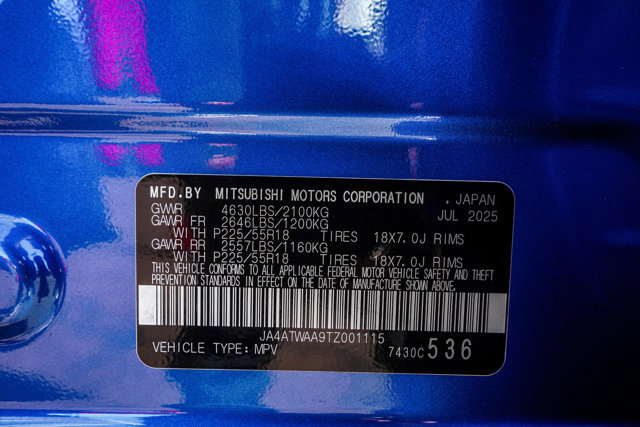 MFD.BY MITSUBISHI MOTORS CORPORATION , JAPAN
GVWR 4630LBS/2100KG JUL 2025
GAWR FR 2646LBS/1200KG
WITH P225/55R18 TIRES 18X7.0J RIMS
GAWR RR 2557LBS/1160KG
WITH P225/55R18 TIRES 18X7.0J RIMS
THIS VEHICLE CONFORMS TO ALL APPLICABLE FEDERAL MOTOR VEHICLE SAFETY AND THEFT
PREVENTION STANDARDS IN EFFECT ON THE DATE OF MANUFACTURE SHOWN ABOVE.
JA4ATWAA9TZ001115
VEHICLE TYPE: MPV 7430C 536